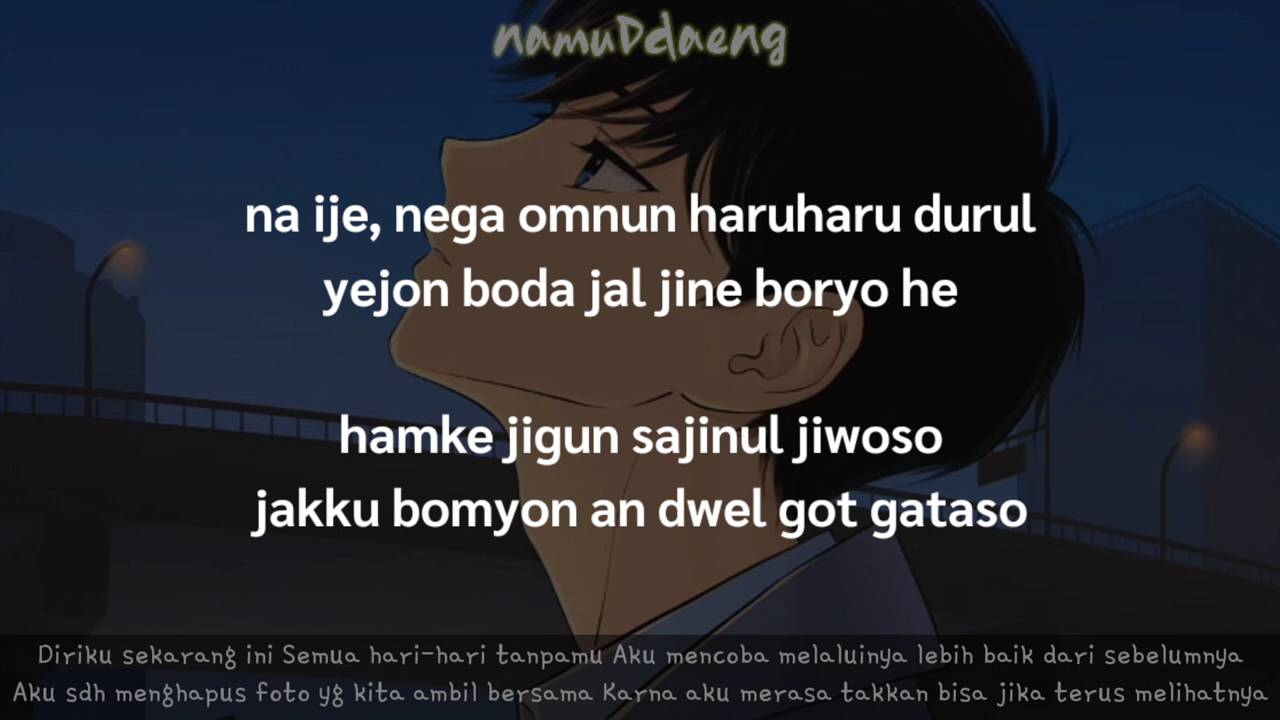 namuDdaeng
na ije, nega omnun haruharu durul
yejon boda jal jine boryo he
hamke jigun sajinul jiwoso
jakku bomyon an dwel got gataso
Diriku sekarang ini Semua hari-hari tanpamu Aku mencoba melaluinya lebih baik dari sebelumnya
Aku sdh menghapus foto yg kita ambil bersama Karna aku merasa takkan bisa jika terus melihatnya